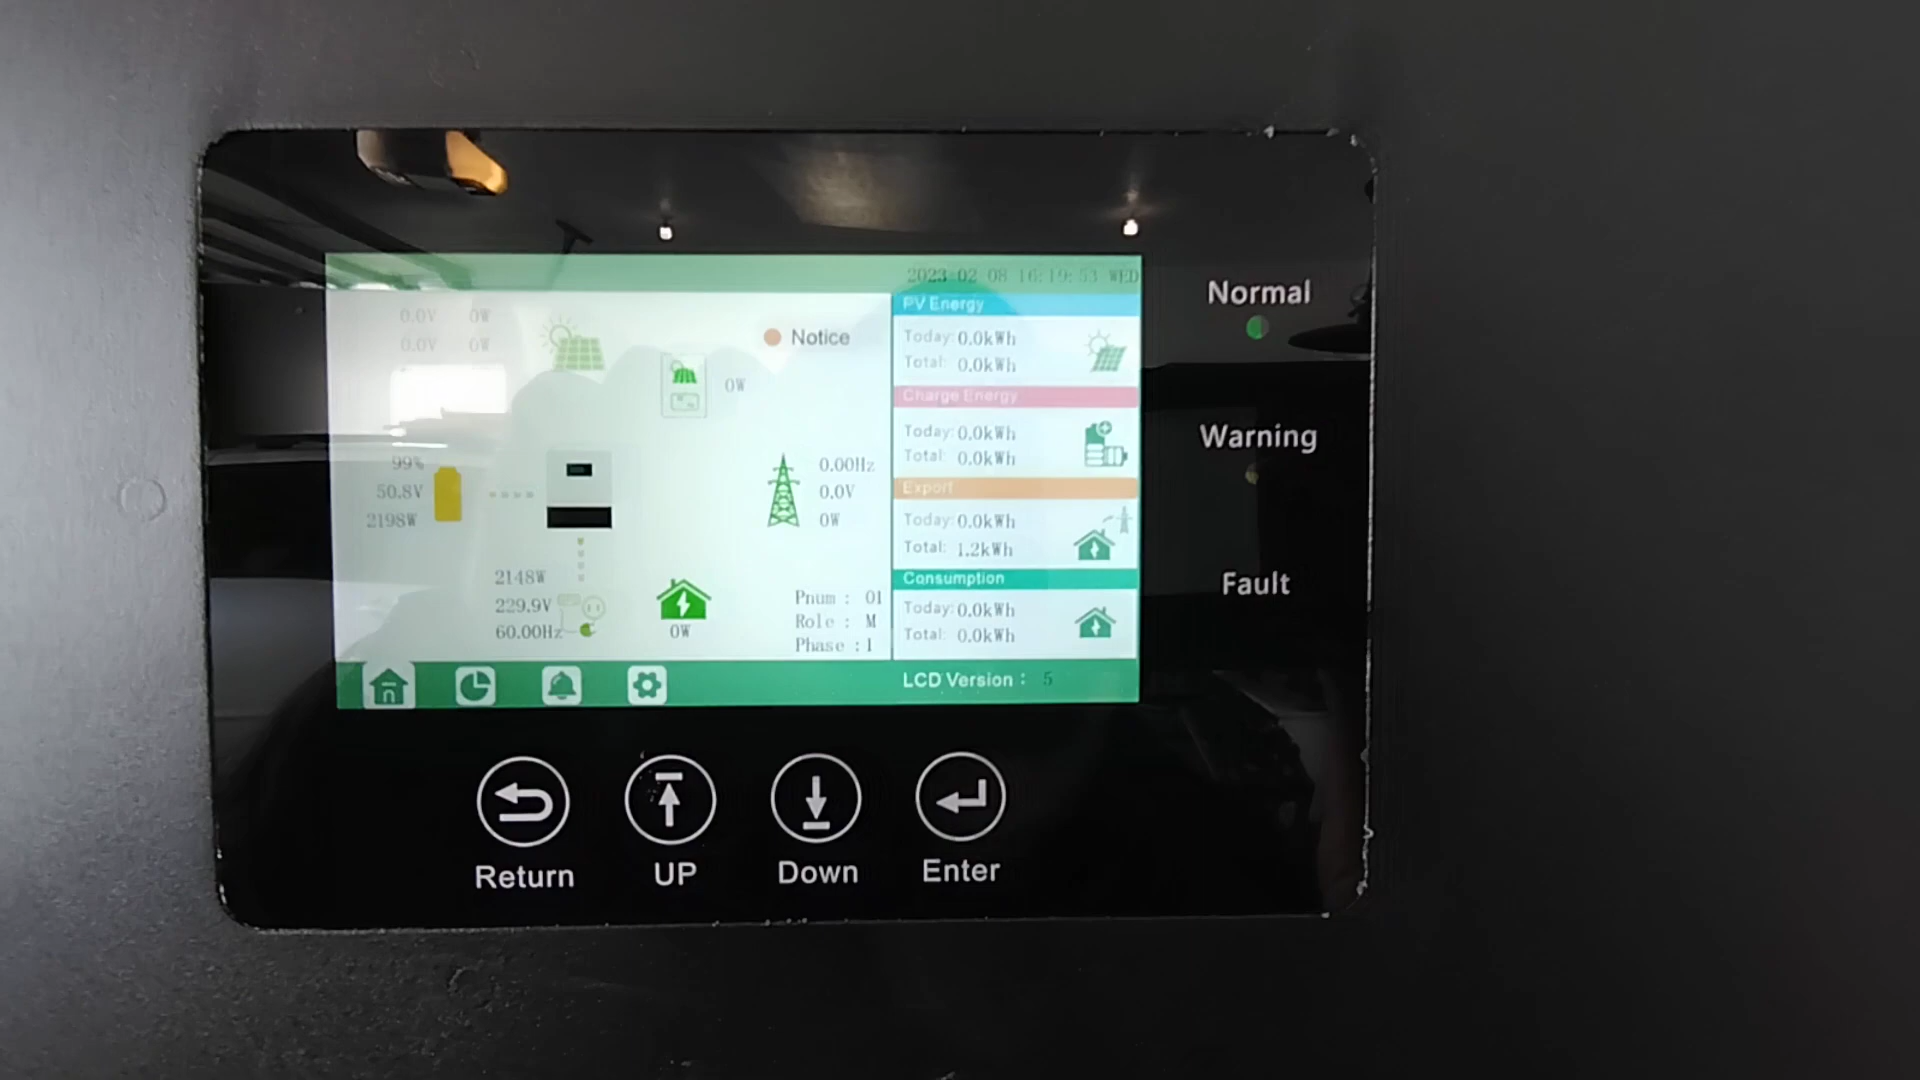 2023-02-08 16:19:53 WED
0.0V 0W
0.0V 0W
Notice
0W
99%
50.8V
2198W
0.00Hz
0.0V
0W
2148W
229.9V
60.00Hz
0W
Pnum : 01
Role : M
Phase : 1
PV Energy
Today: 0.0kWh
Total: 0.0kWh
Charge Energy
Today: 0.0kWh
Total: 0.0kWh
Export
Today: 0.0kWh
Total: 1.2kWh
Consumption
Today: 0.0kWh
Total: 0.0kWh
LCD Version : 5
Normal
Warning
Fault
Return
UP
Down
Enter